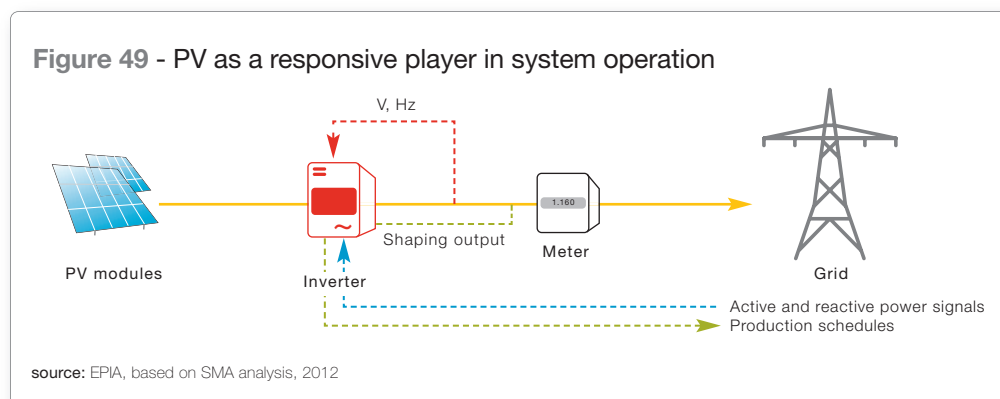 Figure 49 - PV as a responsive player in system operation
V, Hz
1.160
Shaping output
Meter
PV modules
Inverter
Grid
Active and reactive power signals
Production schedules
source: EPIA, based on SMA analysis, 2012